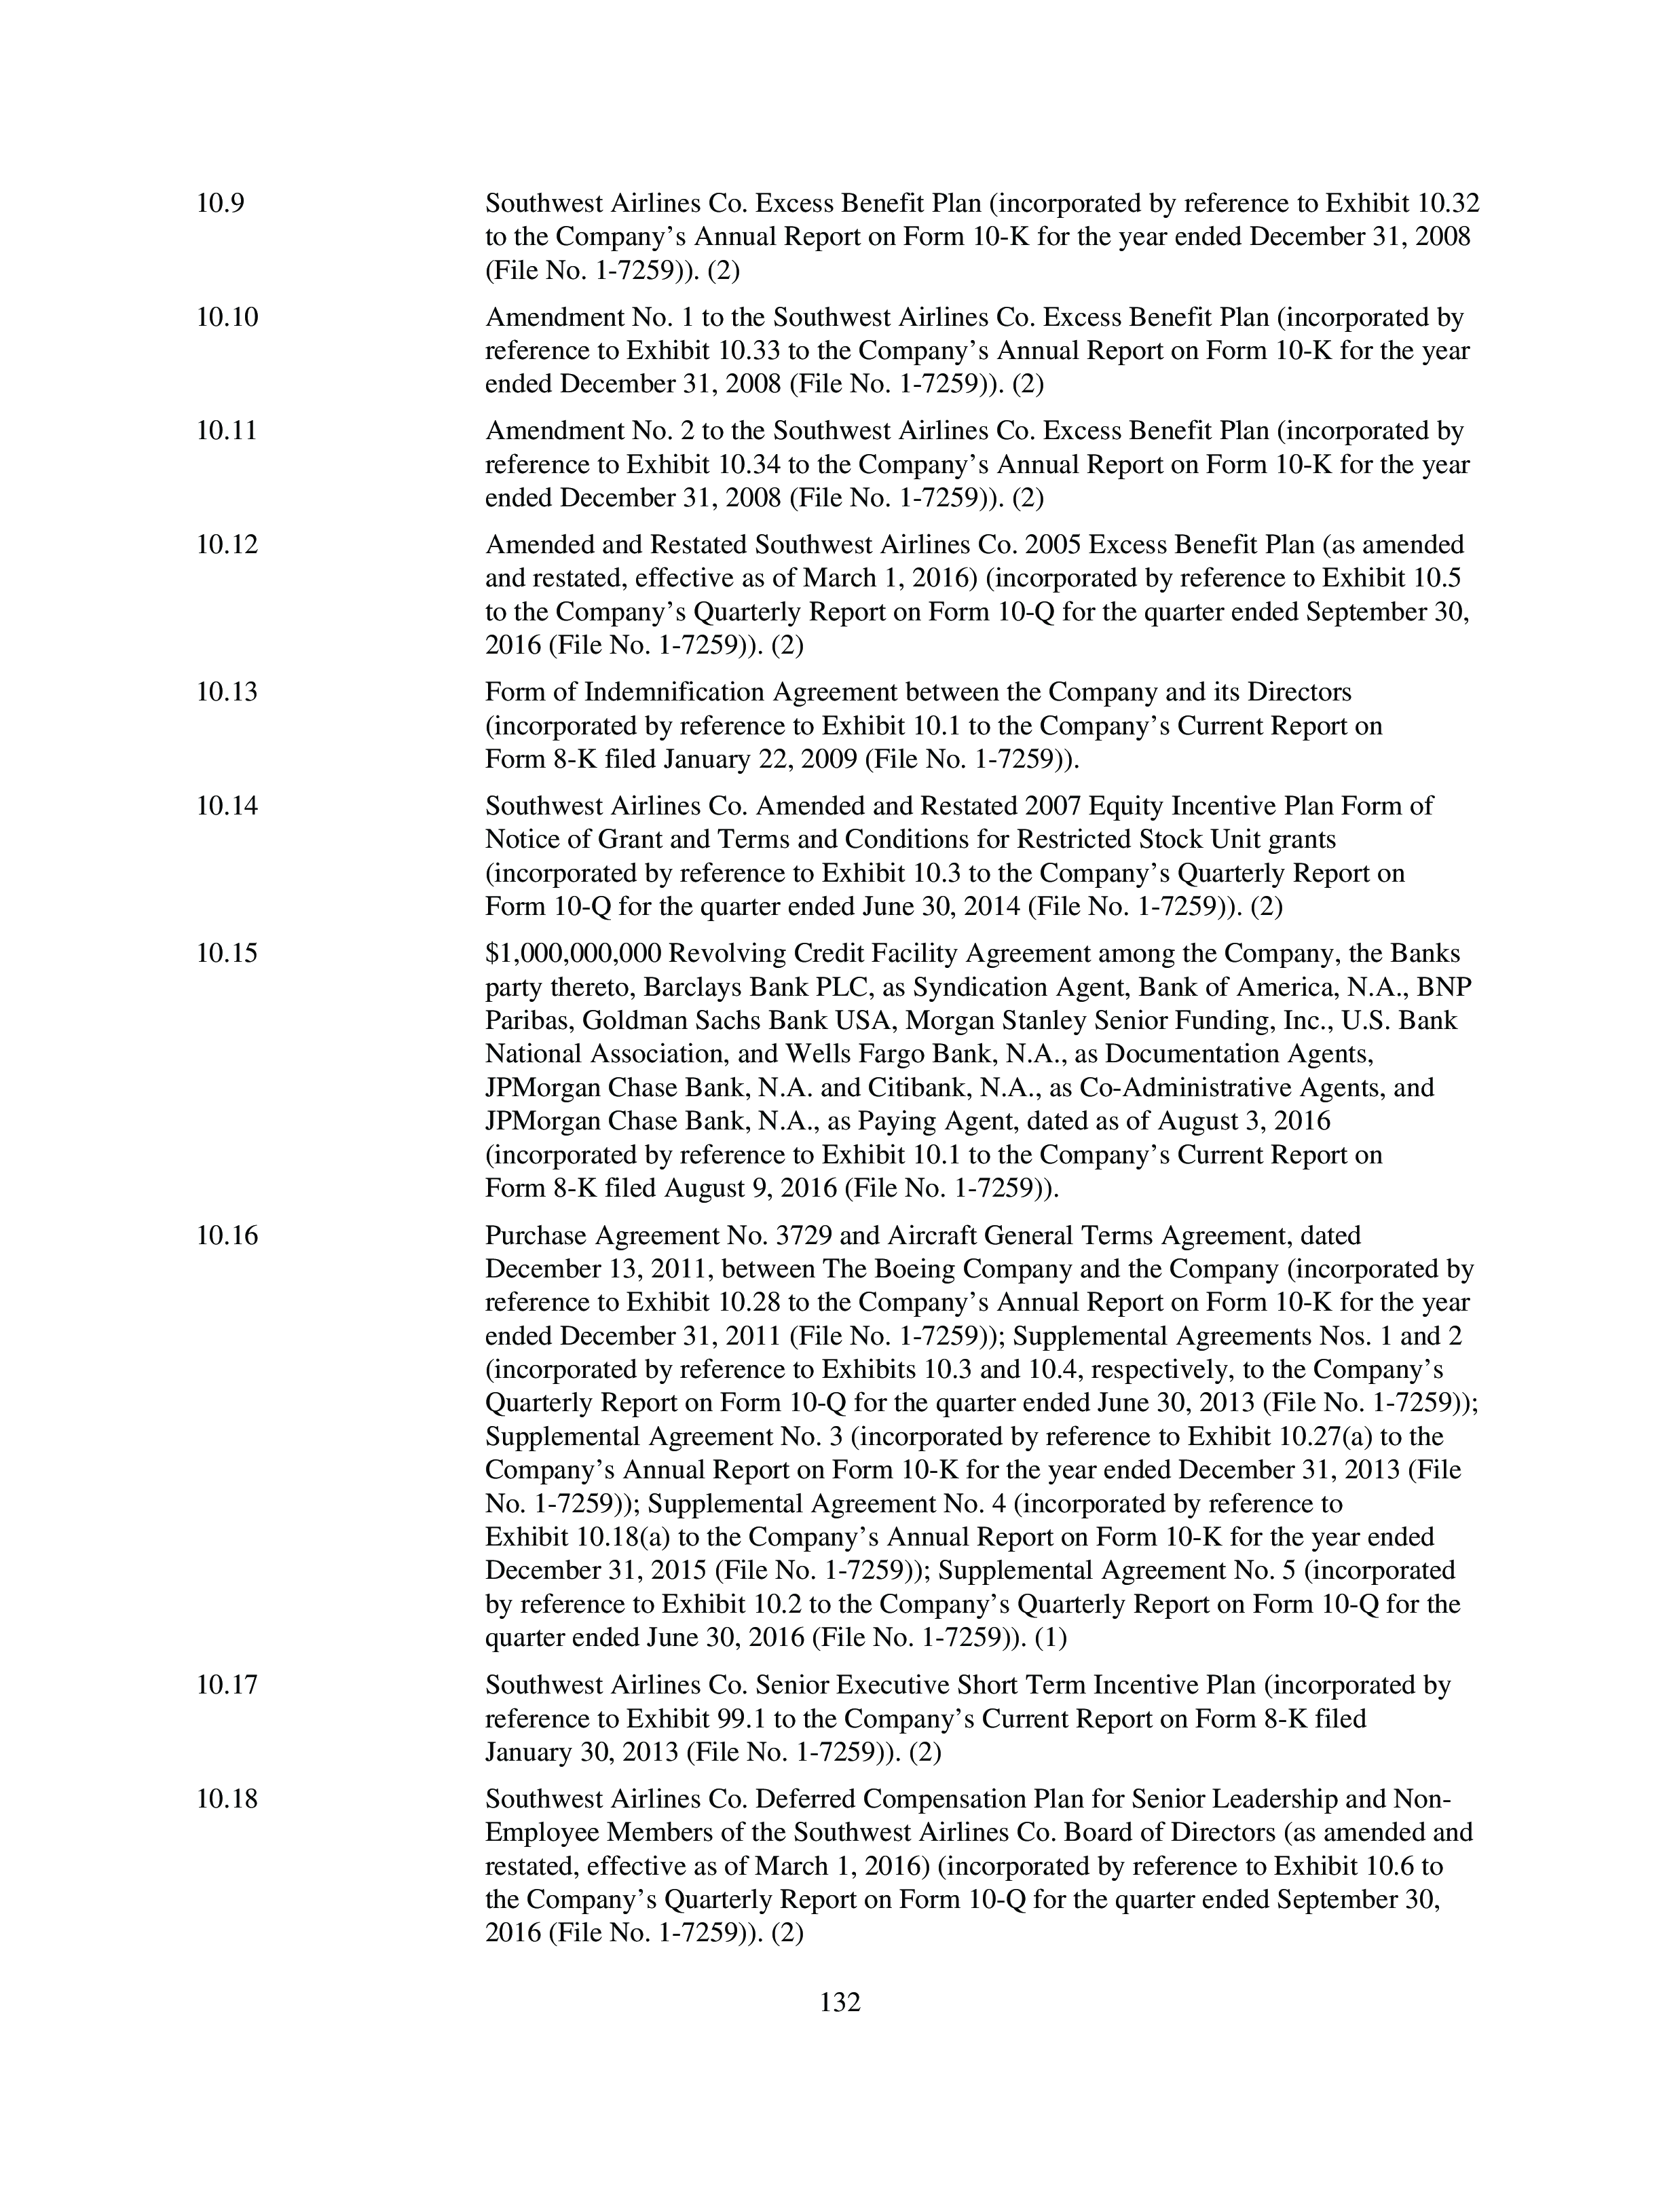 10.9 Southwest Airlines Co. Excess Benefit Plan (incorporated by reference to Exhibit 10.32
to the Company’s Annual Report on Form 10-K for the year ended December 31, 2008
(File No. 1-7259)). (2)
10.10 Amendment No. 1 to the Southwest Airlines Co. Excess Benefit Plan (incorporated by
reference to Exhibit 10.33 to the Company’s Annual Report on Form 10-K for the year
ended December 31, 2008 (File No. 1-7259)). (2)
10.11 Amendment No. 2 to the Southwest Airlines Co. Excess Benefit Plan (incorporated by
reference to Exhibit 10.34 to the Company’s Annual Report on Form 10-K for the year
ended December 31, 2008 (File No. 1-7259)). (2)
10.12 Amended and Restated Southwest Airlines Co. 2005 Excess Benefit Plan (as amended
and restated, effective as of March 1, 2016) (incorporated by reference to Exhibit 10.5
to the Company’s Quarterly Report on Form 10-Q for the quarter ended September 30,
2016 (File No. 1-7259)). (2)
10.13 Form of Indemnification Agreement between the Company and its Directors
(incorporated by reference to Exhibit 10.1 to the Company’s Current Report on
Form 8-K filed January 22, 2009 (File No. 1-7259)).
10.14 Southwest Airlines Co. Amended and Restated 2007 Equity Incentive Plan Form of
Notice of Grant and Terms and Conditions for Restricted Stock Unit grants
(incorporated by reference to Exhibit 10.3 to the Company’s Quarterly Report on
Form 10-Q for the quarter ended June 30, 2014 (File No. 1-7259)). (2)
10.15 $1,000,000,000 Revolving Credit Facility Agreement among the Company, the Banks
party thereto, Barclays Bank PLC, as Syndication Agent, Bank of America, N.A., BNP
Paribas, Goldman Sachs Bank USA, Morgan Stanley Senior Funding, Inc., U.S. Bank
National Association, and Wells Fargo Bank, N.A., as Documentation Agents,
JPMorgan Chase Bank, N.A. and Citibank, N.A., as Co-Administrative Agents, and
JPMorgan Chase Bank, N.A., as Paying Agent, dated as of August 3, 2016
(incorporated by reference to Exhibit 10.1 to the Company’s Current Report on
Form 8-K filed August 9, 2016 (File No. 1-7259)).
10.16 Purchase Agreement No. 3729 and Aircraft General Terms Agreement, dated
December 13, 2011, between The Boeing Company and the Company (incorporated by
reference to Exhibit 10.28 to the Company’s Annual Report on Form 10-K for the year
ended December 31, 2011 (File No. 1-7259)); Supplemental Agreements Nos. 1 and 2
(incorporated by reference to Exhibits 10.3 and 10.4, respectively, to the Company’s
Quarterly Report on Form 10-Q for the quarter ended June 30, 2013 (File No. 1-7259));
Supplemental Agreement No. 3 (incorporated by reference to Exhibit 10.27(a) to the
Company’s Annual Report on Form 10-K for the year ended December 31, 2013 (File
No. 1-7259)); Supplemental Agreement No. 4 (incorporated by reference to
Exhibit 10.18(a) to the Company’s Annual Report on Form 10-K for the year ended
December 31, 2015 (File No. 1-7259)); Supplemental Agreement No. 5 (incorporated
by reference to Exhibit 10.2 to the Company’s Quarterly Report on Form 10-Q for the
quarter ended June 30, 2016 (File No. 1-7259)). (1)
10.17 Southwest Airlines Co. Senior Executive Short Term Incentive Plan (incorporated by
reference to Exhibit 99.1 to the Company’s Current Report on Form 8-K filed
January 30, 2013 (File No. 1-7259)). (2)
10.18 Southwest Airlines Co. Deferred Compensation Plan for Senior Leadership and Non-
Employee Members of the Southwest Airlines Co. Board of Directors (as amended and
restated, effective as of March 1, 2016) (incorporated by reference to Exhibit 10.6 to
the Company’s Quarterly Report on Form 10-Q for the quarter ended September 30,
2016 (File No. 1-7259)). (2)
132